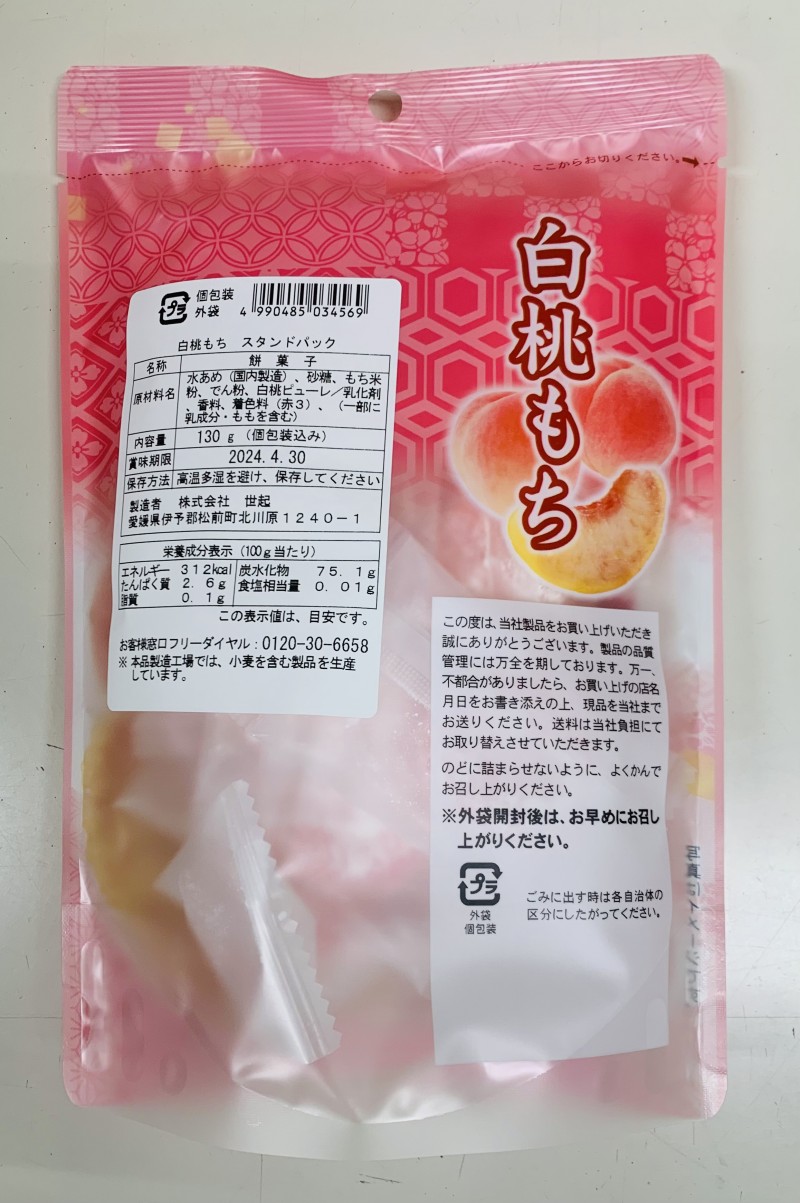 ここからお切りください。
白桃もち
プラ
個包装
外袋
4 990485 034569
白桃もち スタンドパック
名称 餅菓子
原材料名 水あめ(国内製造)、砂糖、もち米
粉、でん粉、白桃ピューレ/乳化剤
、香料、着色料(赤3)、(一部に
乳成分・ももを含む)
内容量 130g(個包装込み)
賞味期限 2024.4.30
保存方法 高温多湿を避け、保存してください
製造者 株式会社 世起
愛媛県伊予郡松前町北川原1240-1
栄養成分表示(100g当たり)
エネルギー 312kcal 炭水化物 75.1g
たんぱく質 2.6g 食塩相当量 0.01g
脂質 0.1g
この表示値は、目安です。
お客様窓口フリーダイヤル:0120-30-6658
※本品製造工場では、小麦を含む製品を生産
しています。
この度は、当社製品をお買い上げいただき
誠にありがとうございます。製品の品質
管理には万全を期しております。万一、
不都合がありましたら、お買い上げの店名
月日をお書き添えの上、現品を当社まで
お送りください。送料は当社負担にて
お取り替えさせていただきます。
のどに詰まらせないように、よくかんで
お召し上がりください。
※外袋開封後は、お早めにお召し
上がりください。
プラ
外袋
個包装
ごみに出す時は各自治体の
区分にしたがってください。
写真はイメージです